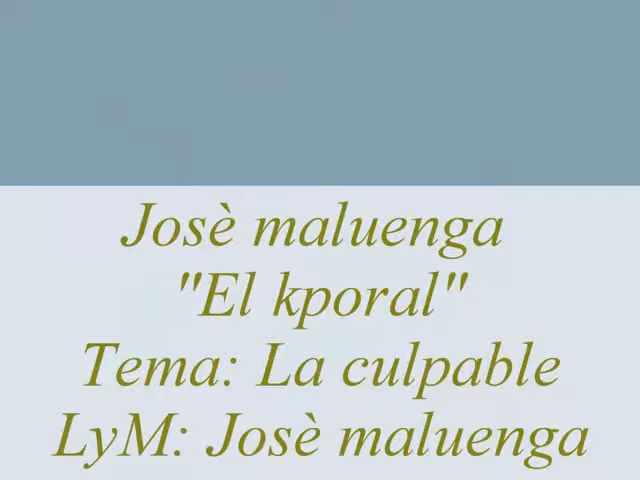 Josè maluenga
"El kporal"
Tema: La culpable
LyM: Josè maluenga